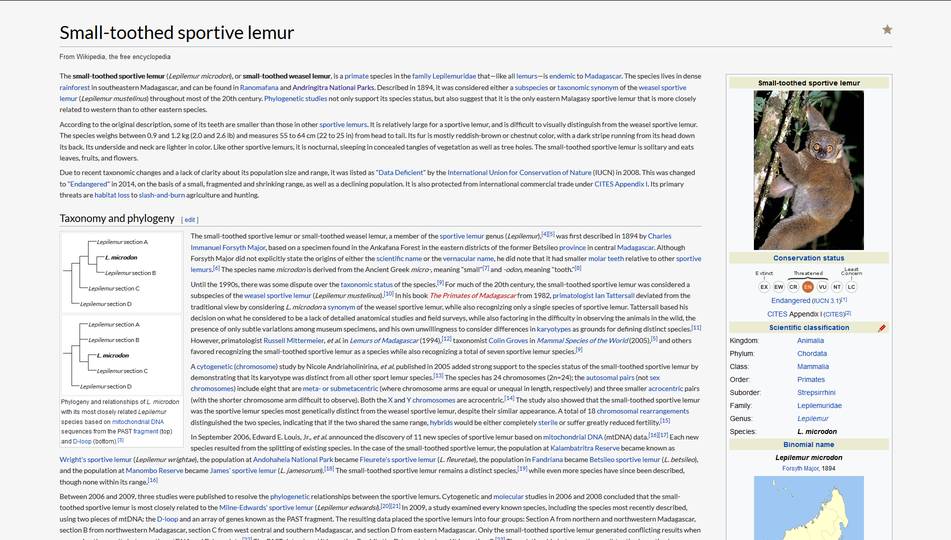 Small-toothed sportive lemur
From Wikipedia, the free encyclopedia
The small-toothed sportive lemur (Lepilemur microdon), or small-toothed weasel lemur, is a primate species in the family Lepilemuridae that—like all lemurs—is endemic to Madagascar. The species lives in dense
rainforest in southeastern Madagascar, and can be found in Ranomafana and Andringitra National Parks. Described in 1894, it was considered either a subspecies or taxonomic synonym of the weasel sportive
lemur (Lepilemur mustelinus) throughout most of the 20th century. Phylogenetic studies not only support its species status, but also suggest that it is the only eastern Malagasy sportive lemur that is more closely
related to western than to other eastern species.
According to the original description, some of its teeth are smaller than those in other sportive lemurs. It is relatively large for a sportive lemur, and is difficult to visually distinguish from the weasel sportive lemur.
The species weighs between 0.9 and 1.2 kg (2.0 and 2.6 lb) and measures 55 to 64 cm (22 to 25 in) from head to tail. Its fur is mostly reddish-brown or chestnut color, with a dark stripe running from its head down
its back. Its underside and neck are lighter in color. Like other sportive lemurs, it is nocturnal, sleeping in concealed tangles of vegetation as well as tree holes. The small-toothed sportive lemur is solitary and eats
leaves, fruits, and flowers.
Due to recent taxonomic changes and a lack of clarity about its population size and range, it was listed as "Data Deficient" by the International Union for Conservation of Nature (IUCN) in 2008. This was changed
to "Endangered" in 2014, on the basis of a small, fragmented and shrinking range, as well as a declining population. It is also protected from international commercial trade under CITES Appendix I. Its primary
threats are habitat loss to slash-and-burn agriculture and hunting.
Taxonomy and phylogeny [ edit ]
Lepilemur section A
L. microdon
Lepilemur section B
Lepilemur section C
Lepilemur section D
Lepilemur section A
Lepilemur section B
L. microdon
Lepilemur section C
Lepilemur section D
Phylogeny and relationships of L. microdon
with its most closely related Lepilemur
species based on mitochondrial DNA
sequences from the PAST fragment (top)
and D-loop (bottom).[3]
The small-toothed sportive lemur or small-toothed weasel lemur, a member of the sportive lemur genus (Lepilemur),[4][5] was first described in 1894 by Charles
Immanuel Forsyth Major, based on a specimen found in the Ankafana Forest in the eastern districts of the former Betsileo province in central Madagascar. Although
Forsyth Major did not explicitly state the origins of either the scientific name or the vernacular name, he did note that it had smaller molar teeth relative to other sportive
lemurs.[6] The species name microdon is derived from the Ancient Greek micro-, meaning "small"[7] and -odon, meaning "tooth."[8]
Until the 1990s, there was some dispute over the taxonomic status of the species.[9] For much of the 20th century, the small-toothed sportive lemur was considered a
subspecies of the weasel sportive lemur (Lepilemur mustelinus).[10] In his book The Primates of Madagascar from 1982, primatologist Ian Tattersall deviated from the
traditional view by considering L. microdon a synonym of the weasel sportive lemur, while also recognizing only a single species of sportive lemur. Tattersall based his
decision on what he considered to be a lack of detailed anatomical studies and field surveys, while also factoring in the difficulty in observing the animals in the wild, the
presence of only subtle variations among museum specimens, and his own unwillingness to consider differences in karyotypes as grounds for defining distinct species.[11]
However, primatologist Russell Mittermeier, et al. in Lemurs of Madagascar (1994),[12] taxonomist Colin Groves in Mammal Species of the World (2005),[5] and others
favored recognizing the small-toothed sportive lemur as a species while also recognizing a total of seven sportive lemur species.[9]
A cytogenetic (chromosome) study by Nicole Andriaholinirina, et al. published in 2005 added strong support to the species status of the small-toothed sportive lemur by
demonstrating that its karyotype was distinct from all other sport lemur species.[13] The species has 24 chromosomes (2n=24); the autosomal pairs (not sex
chromosomes) include eight that are meta- or submetacentric (where chromosome arms are equal or unequal in length, respectively) and three smaller acrocentric pairs
(with the shorter chromosome arm difficult to observe). Both the X and Y chromosomes are acrocentric.[14] The study also showed that the small-toothed sportive lemur
was the sportive lemur species most genetically distinct from the weasel sportive lemur, despite their similar appearance. A total of 18 chromosomal rearrangements
distinguished the two species, indicating that if the two shared the same range, hybrids would be either completely sterile or suffer greatly reduced fertility.[15]
In September 2006, Edward E. Louis, Jr., et al. announced the discovery of 11 new species of sportive lemur based on mitochondrial DNA (mtDNA) data.[16][17] Each new
species resulted from the splitting of existing species. In the case of the small-toothed sportive lemur, the population at Kalambatritra Reserve became known as
Wright's sportive lemur (Lepilemur wrightae), the population at Andohahela National Park became Fleurete's sportive lemur (L. fleuretae), the population in Fandriana became Betsileo sportive lemur (L. betsileo),
and the population at Manombo Reserve became James' sportive lemur (L. jamesorum).[18] The small-toothed sportive lemur remains a distinct species,[19] while even more species have since been described,
though none within its range.[16]
Between 2006 and 2009, three studies were published to resolve the phylogenetic relationships between the sportive lemurs. Cytogenetic and molecular studies in 2006 and 2008 concluded that the small-
toothed sportive lemur is most closely related to the Milne-Edwards' sportive lemur (Lepilemur edwardsi).[20][21] In 2009, a study examining every known species, including the species most recently described,
using two pieces of mtDNA: the D-loop and an array of genes known as the PAST fragment. The resulting data placed the sportive lemurs into four groups: Section A from northern and northwestern Madagascar,
section B from northwestern Madagascar, section C from west central and southern Madagascar, and section D from eastern Madagascar. Only the small-toothed sportive lemur generated conflicting results when
Small-toothed sportive lemur
Conservation status
Extinct Threatened Least Concern
EX EW CR EN VU NT LC
Endangered (IUCN 3.1)[1]
CITES Appendix I (CITES)[2]
Scientific classification
Kingdom: Animalia
Phylum: Chordata
Class: Mammalia
Order: Primates
Suborder: Strepsirrhini
Family: Lepilemuridae
Genus: Lepilemur
Species: L. microdon
Binomial name
Lepilemur microdon
Forsyth Major, 1894